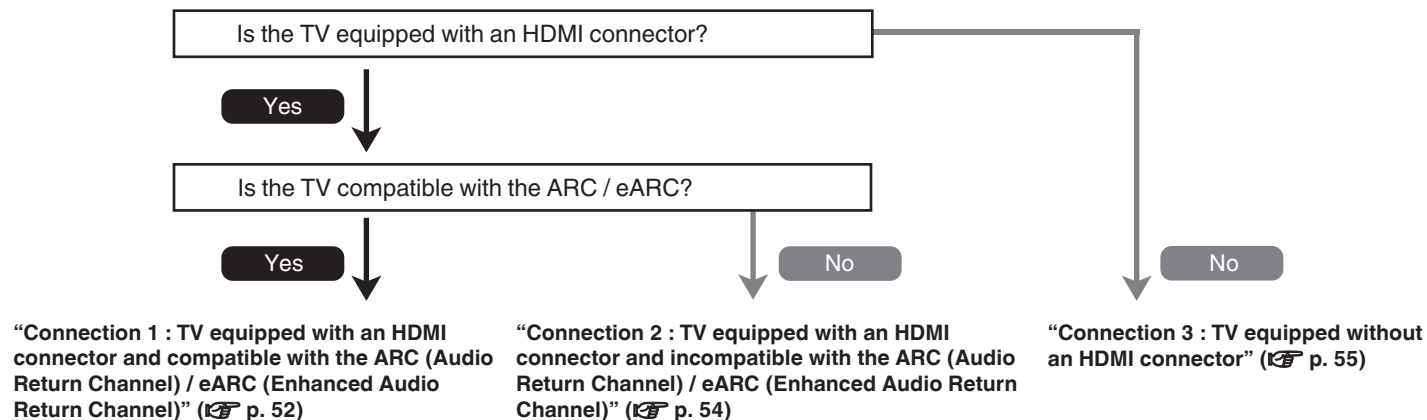 Is the TV equipped with an HDMI connector?
Yes
Is the TV compatible with the ARC / eARC?
Yes
No
No
“Connection 1 : TV equipped with an HDMI
connector and compatible with the ARC (Audio
Return Channel) / eARC (Enhanced Audio
Return Channel)” (☞ p. 52)
“Connection 2 : TV equipped with an HDMI
connector and incompatible with the ARC (Audio
Return Channel) / eARC (Enhanced Audio Return
Channel)” (☞ p. 54)
“Connection 3 : TV equipped without
an HDMI connector” (☞ p. 55)